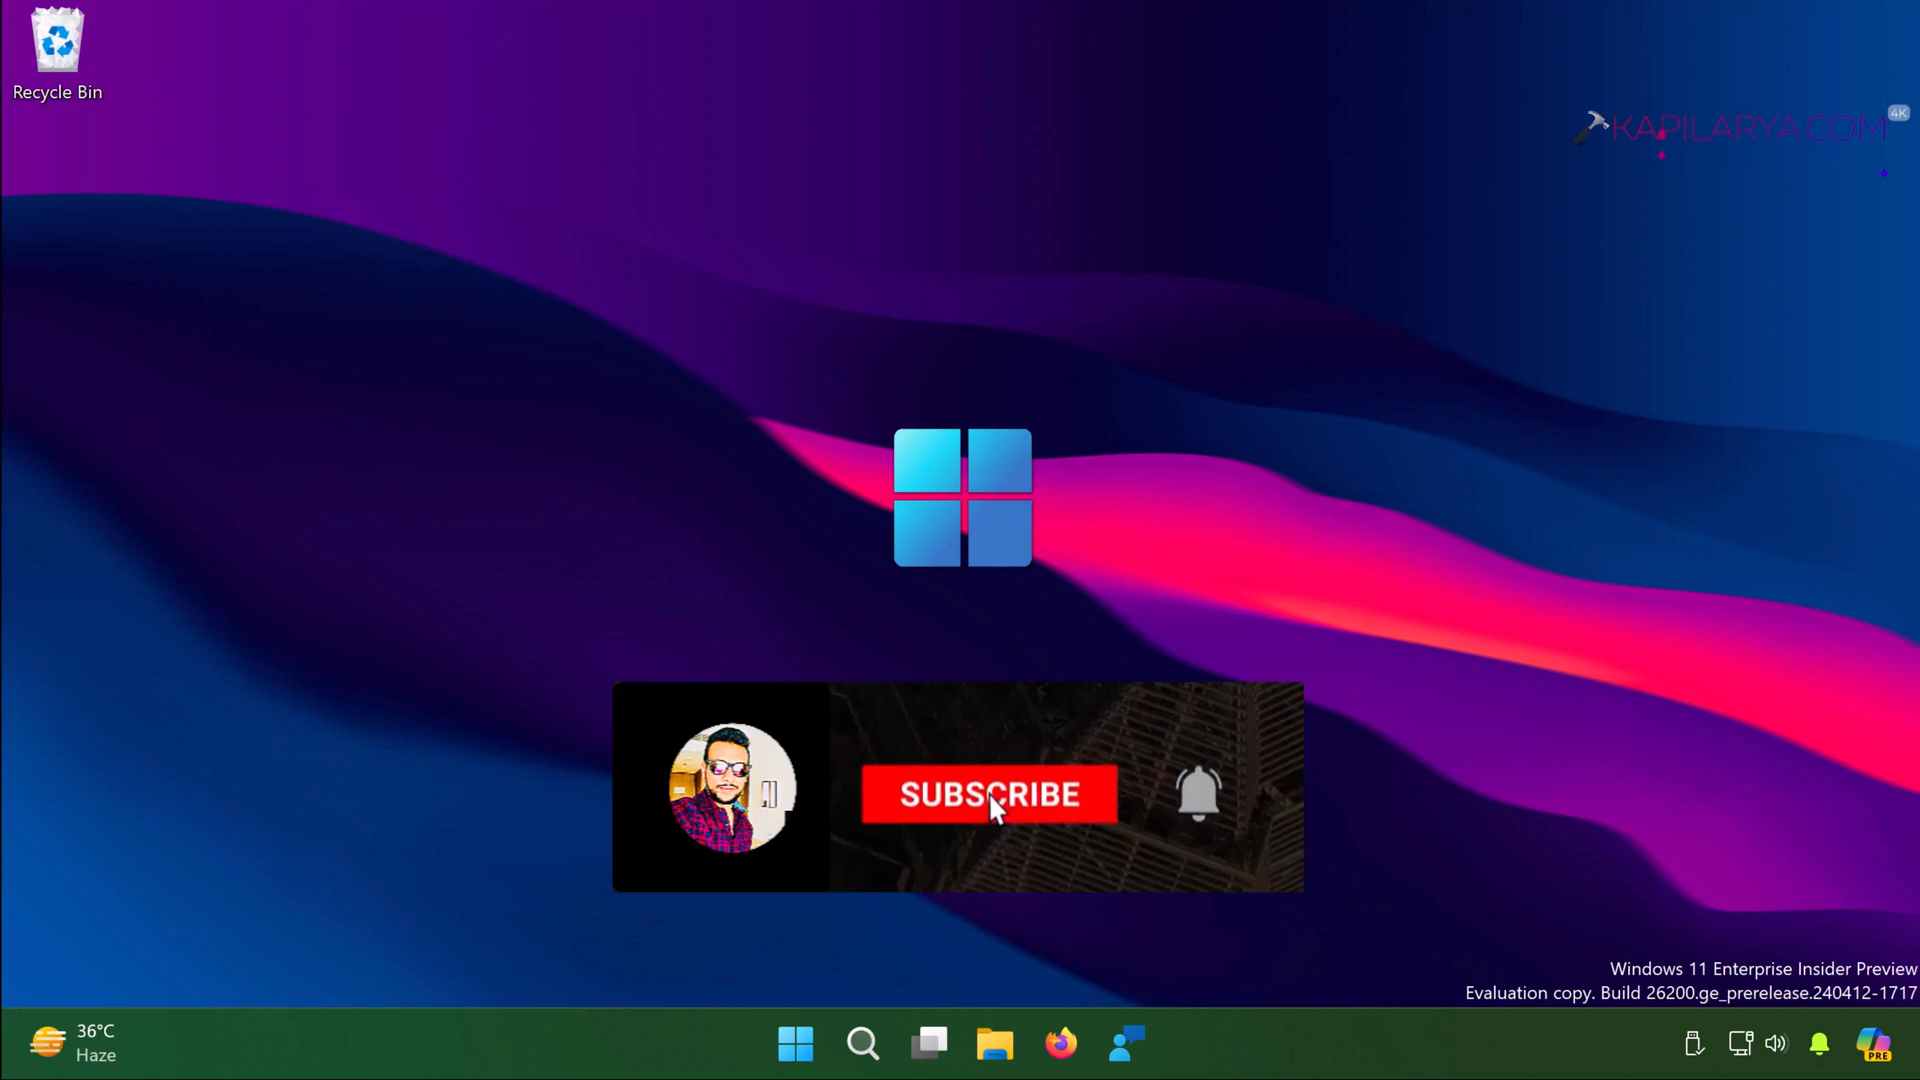 Recycle Bin
KAPILARYA.COM
4K
SUBSCRIBE
Windows 11 Enterprise Insider Preview
Evaluation copy. Build 26200.ge_prerelease.240412-1717
36°C
Haze
PRE